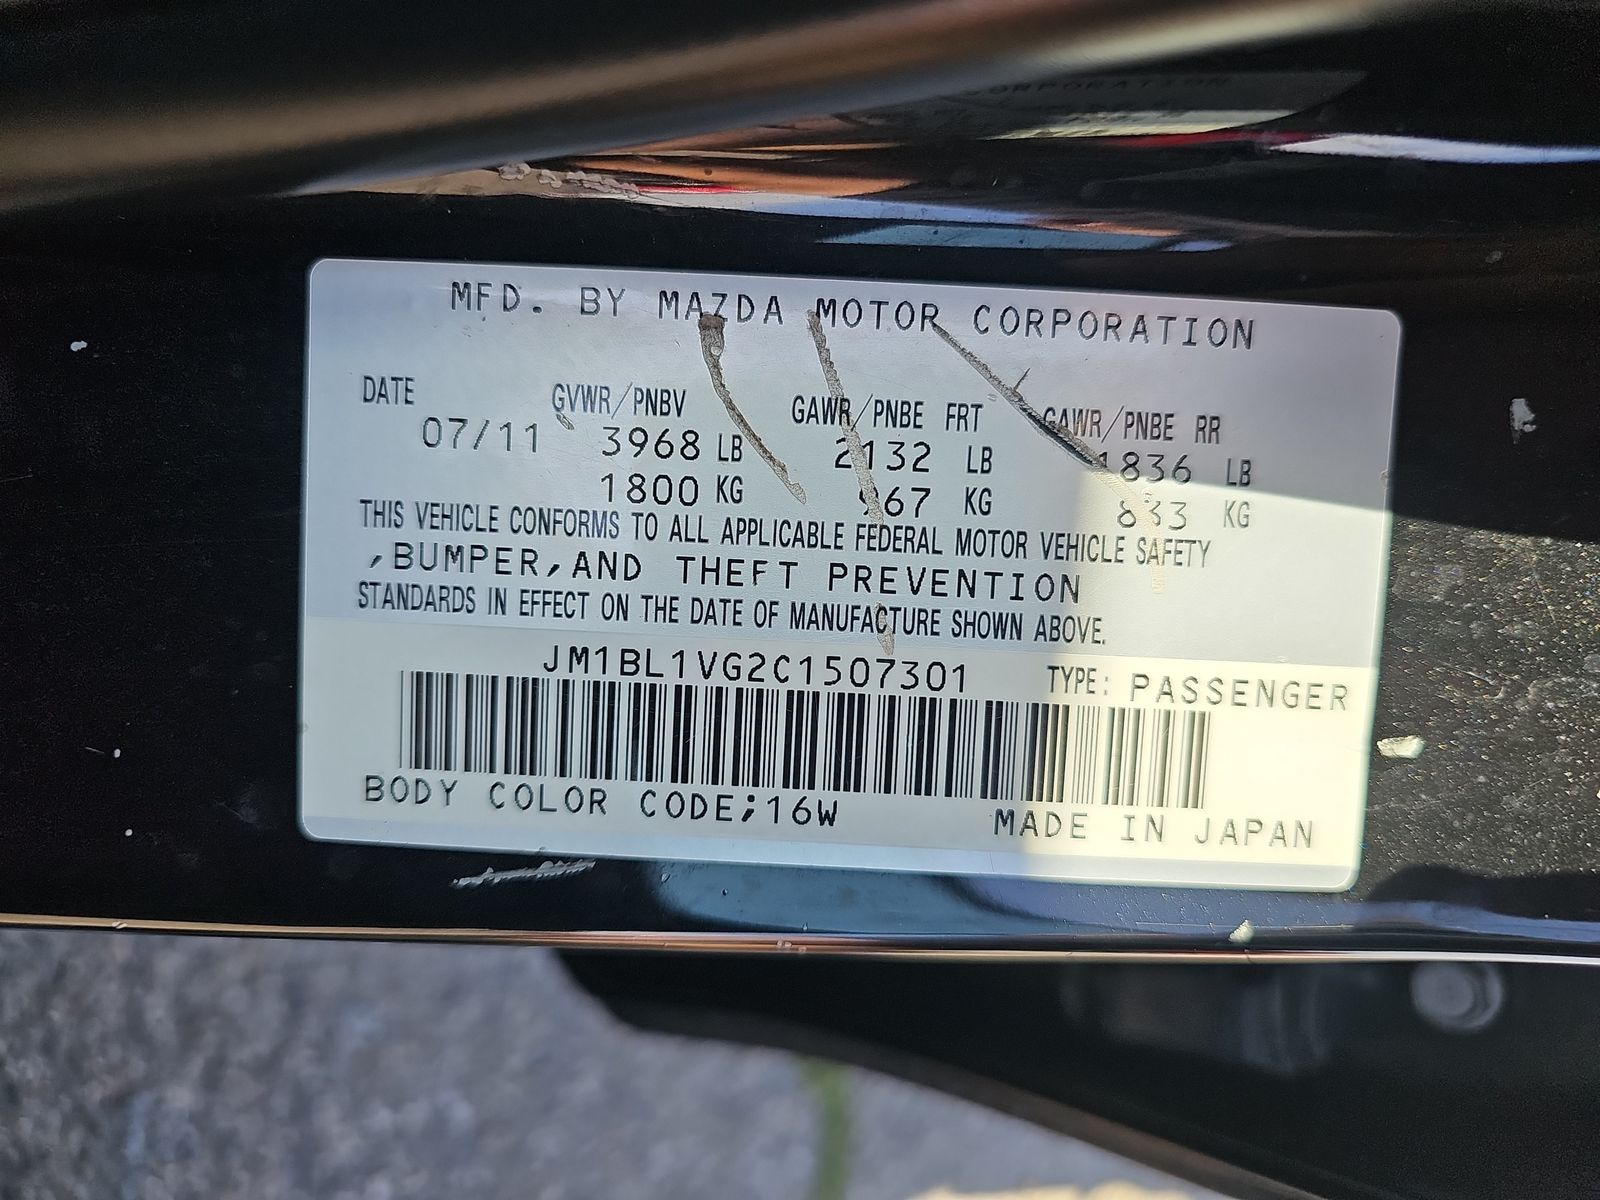 MFD. BY MAZDA MOTOR CORPORATION
DATE GVWR/PNBV GAWR/PNBE FRT GAWR/PNBE RR
07/11 3968 LB 2132 LB 1836 LB
1800 KG 967 KG 833 KG
THIS VEHICLE CONFORMS TO ALL APPLICABLE FEDERAL MOTOR VEHICLE SAFETY
,BUMPER,AND THEFT PREVENTION
STANDARDS IN EFFECT ON THE DATE OF MANUFACTURE SHOWN ABOVE.
JM1BL1VG2C1507301 TYPE: PASSENGER
BODY COLOR CODE;16W MADE IN JAPAN